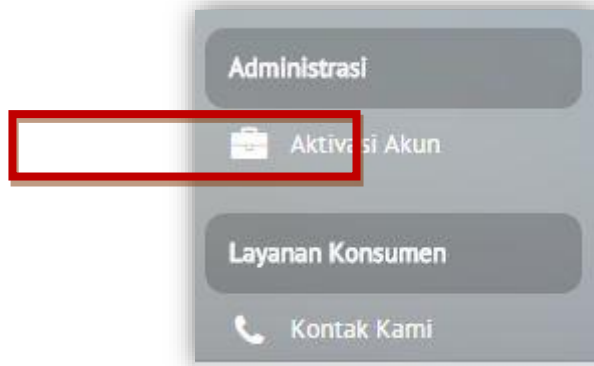 Administrasi
Aktivasi Akun
Layanan Konsumen
Kontak Kami